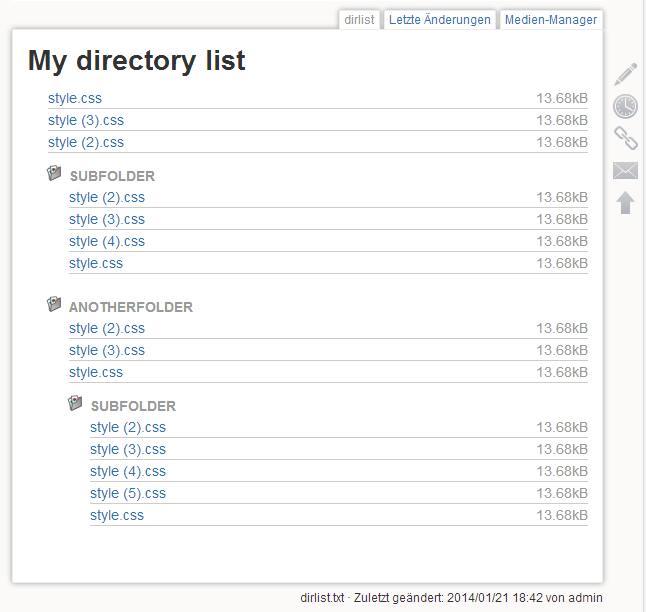 dirlist Letzte Änderungen Medien-Manager
My directory list
style.css 13.68kB
style (3).css 13.68kB
style (2).css 13.68kB
SUBFOLDER
style (2).css 13.68kB
style (3).css 13.68kB
style (4).css 13.68kB
style.css 13.68kB
ANOTHERFOLDER
style (2).css 13.68kB
style (3).css 13.68kB
style.css 13.68kB
SUBFOLDER
style (2).css 13.68kB
style (3).css 13.68kB
style (4).css 13.68kB
style (5).css 13.68kB
style.css 13.68kB
dirlist.txt · Zuletzt geändert: 2014/01/21 18:42 von admin